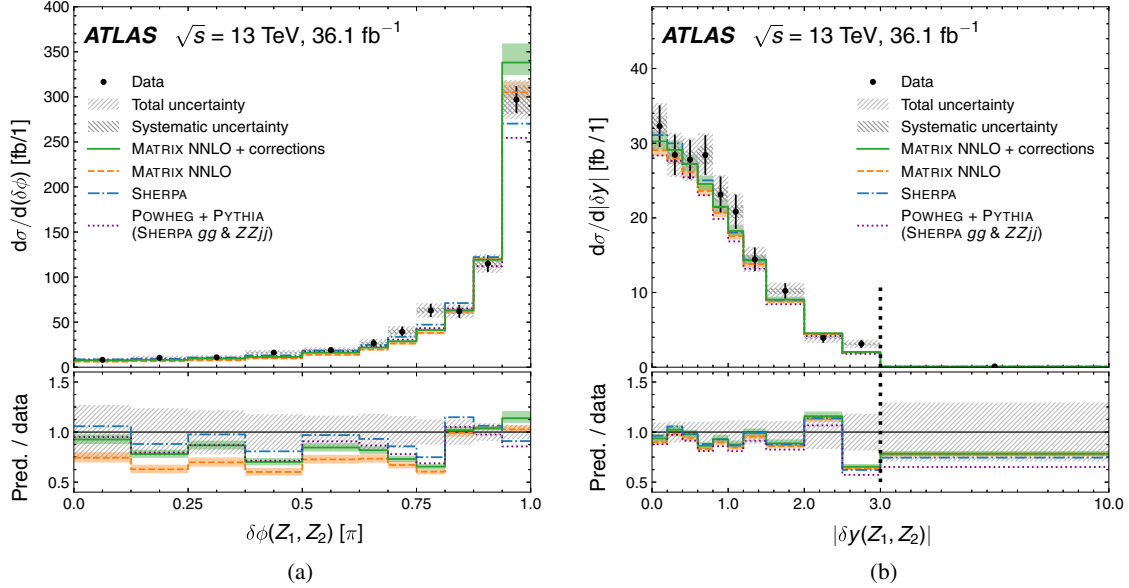 ATLAS √s = 13 TeV, 36.1 fb⁻¹
Data
Total uncertainty
Systematic uncertainty
MATRIX NNLO + corrections
MATRIX NNLO
SHERPA
POWHEG + PYTHIA
(SHERPA gg & ZZjj)
dσ/d(δϕ) [fb/1]
400
350
300
250
200
150
100
50
0
Pred. / data
1.5
1.0
0.5
0.0 0.25 0.5 0.75 1.0
δϕ(Z₁, Z₂) [π]
(a)
ATLAS √s = 13 TeV, 36.1 fb⁻¹
Data
Total uncertainty
Systematic uncertainty
MATRIX NNLO + corrections
MATRIX NNLO
SHERPA
POWHEG + PYTHIA
(SHERPA gg & ZZjj)
dσ/d|δy| [fb /1]
40
30
20
10
0
Pred. / data
1.5
1.0
0.5
0.0 1.0 2.0 3.0 10.0
|δy(Z₁, Z₂)|
(b)